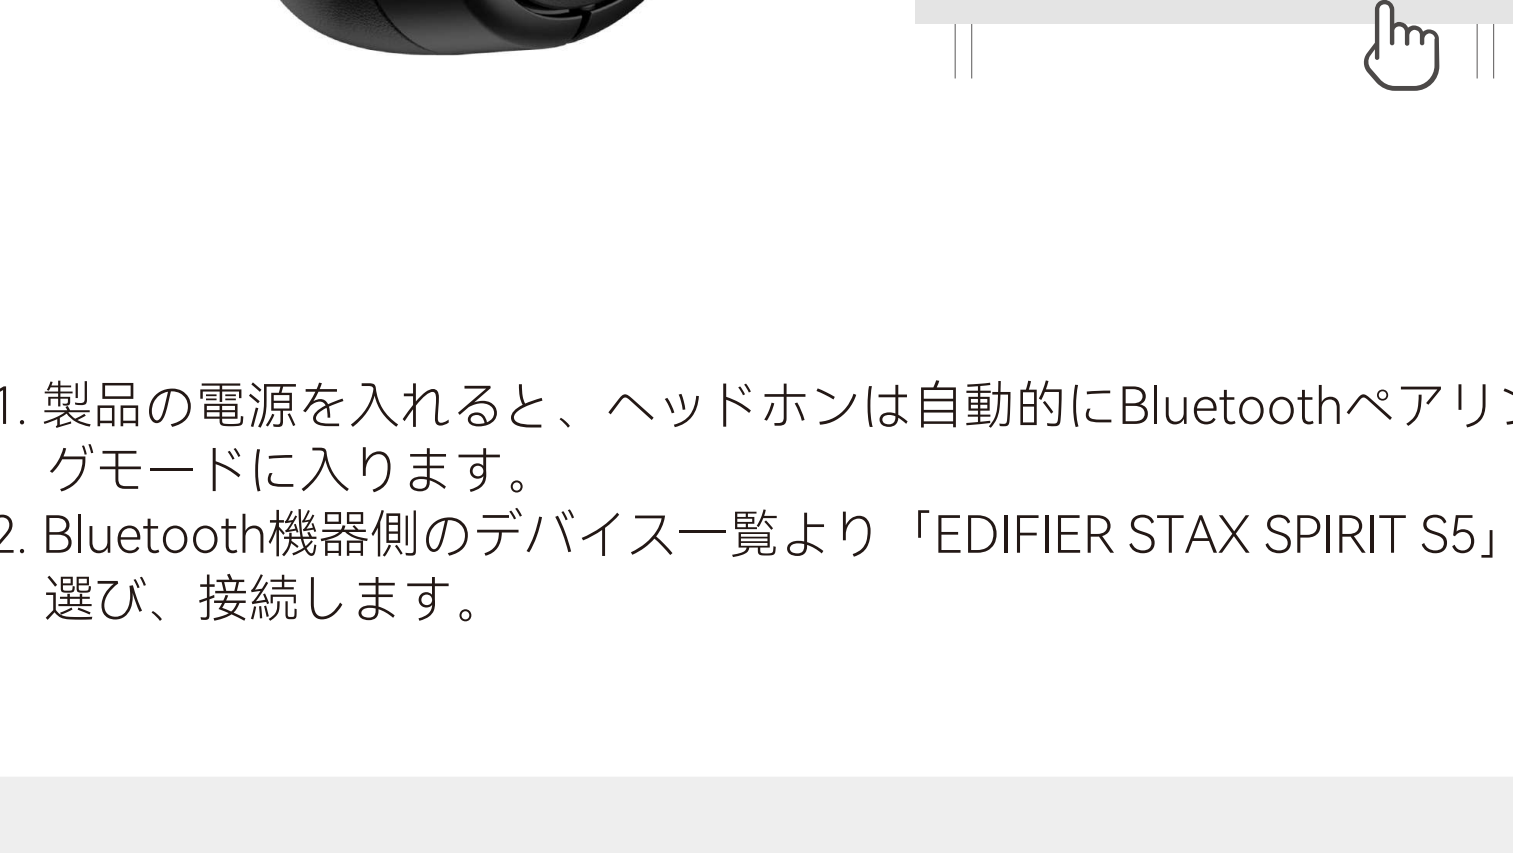 1. 製品の電源を入れると、ヘッドホンは自動的にBluetoothペアリン
グモードに入ります。
2. Bluetooth機器側のデバイス一覧より「EDIFIER STAX SPIRIT S5」
選び、接続します。